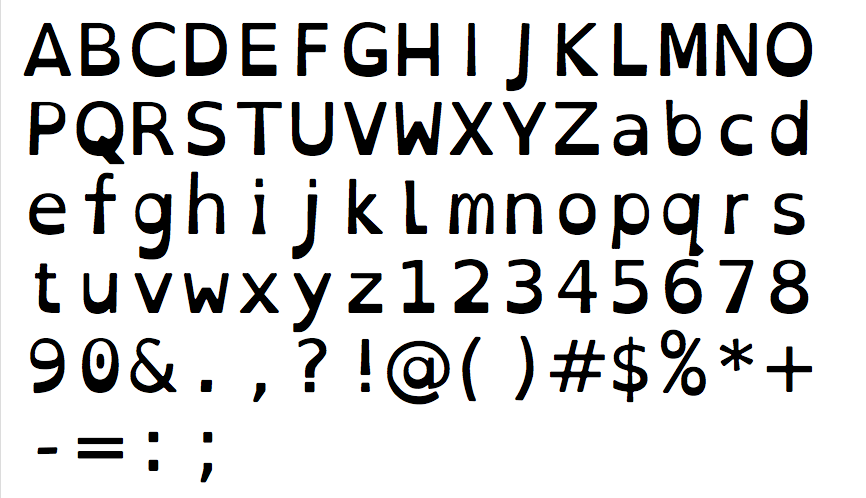 ABCDEFGHIJKLMNO
PQRSTUVWXYZabcd
efghijklmnopqrs
tuvwxyz12345678
90&.,?!@()#$%*+
-=:;